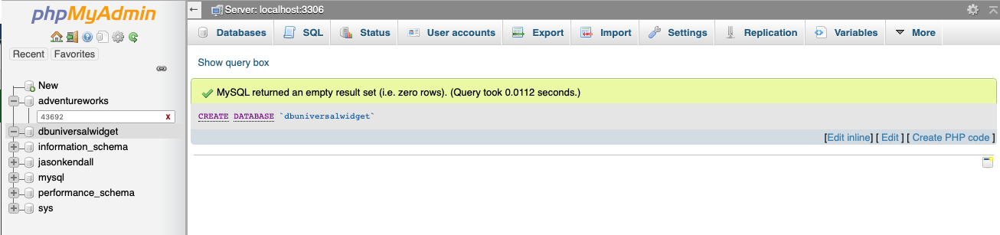 phpMyAdmin
Recent Favorites
New
adventureworks
43692 X
dbuniversalwidget
information_schema
jasonkendall
mysql
performance_schema
sys
Server: localhost:3306
Databases SQL Status User accounts Export Import Settings Replication Variables More
Show query box
MySQL returned an empty result set (i.e. zero rows). (Query took 0.0112 seconds.)
CREATE DATABASE `dbuniversalwidget`
[Edit inline] [ Edit ] [ Create PHP code ]